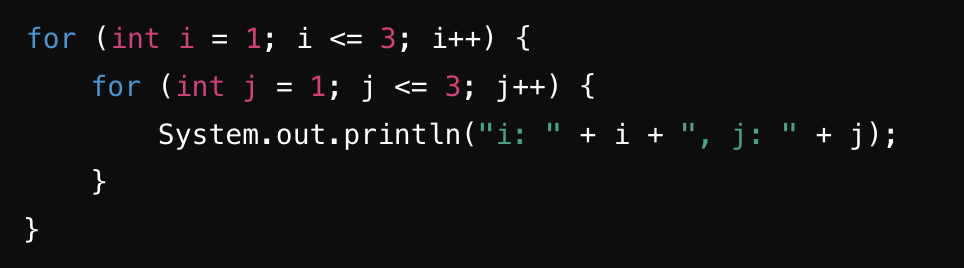 for (int i = 1; i <= 3; i++) {
    for (int j = 1; j <= 3; j++) {
        System.out.println("i: " + i + ", j: " + j);
    }
}